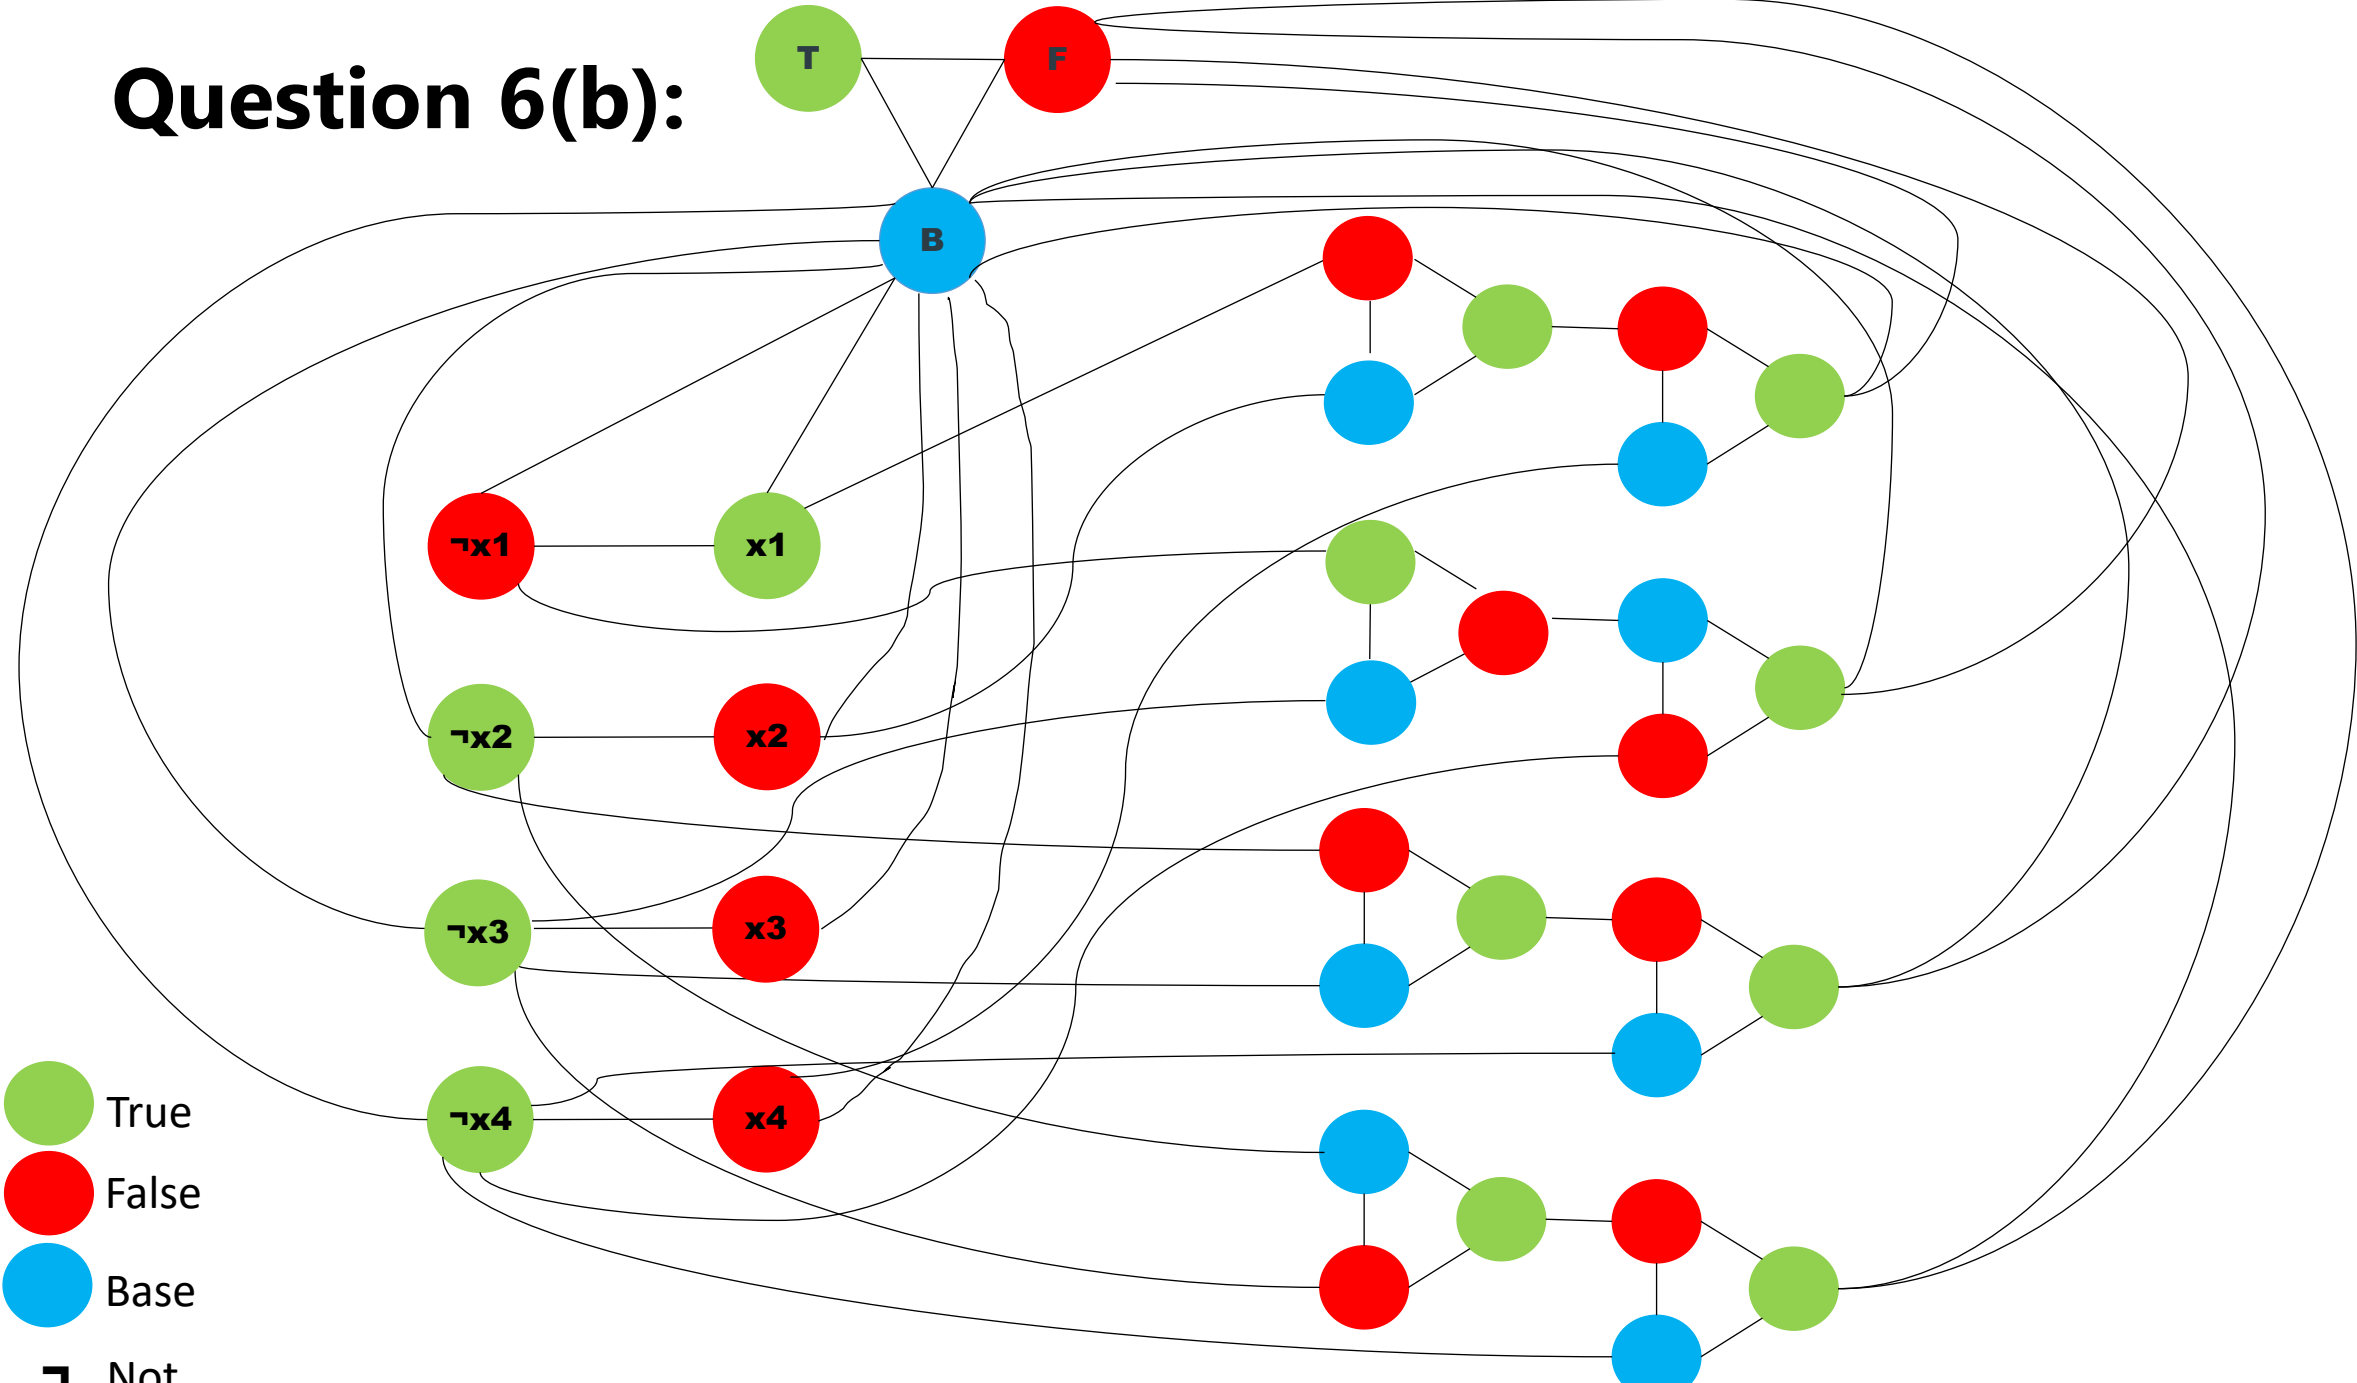 Question 6(b):
T
F
B
¬x1
x1
¬x2
x2
¬x3
x3
¬x4
x4
True
False
Base
¬ Not